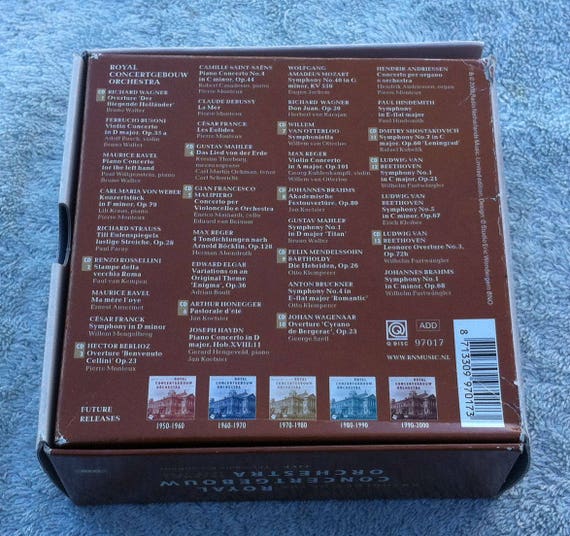 ROYAL
CONCERTGEBOUW
ORCHESTRA
CD
1
RICHARD WAGNER
Overture 'Der
fliegende Holländer'
Bruno Walter
FERRUCIO BUSONI
Violin Concerto
in D major, Op.35 a
Adolf Busch, violin
Bruno Walter
MAURICE RAVEL
Piano Concerto
for the left hand
Paul Wittgenstein, piano
Bruno Walter
CARL MARIA VON WEBER
Konzertstück
in F minor, Op.79
Lili Kraus, piano
Pierre Monteux
RICHARD STRAUSS
Till Eulenspiegels
lustige Streiche, Op.28
Paul Paray
CD
2
RENZO ROSSELLINI
Stampe della
vecchia Roma
Paul van Kempen
MAURICE RAVEL
Ma mère l'oye
Ernest Ansermet
CÉSAR FRANCK
Symphony in D minor
Willem Mengelberg
CD
3
HECTOR BERLIOZ
Overture 'Benvenuto
Cellini' Op.23
Pierre Monteux
CAMILLE SAINT-SAËNS
Piano Concerto No.4
in C minor, Op.44
Robert Casadesus, piano
Pierre Monteux
CLAUDE DEBUSSY
La Mer
Pierre Monteux
CÉSAR FRANCK
Les Eolides
Pierre Monteux
CD
4
GUSTAV MAHLER
Das Lied von der Erde
Kerstin Thorborg,
mezzosoprano
Carl Martin Öhman, tenor
Carl Schuricht
CD
5
GIAN FRANCESCO
MALIPIERO
Concerto per
Violoncello e Orchestra
Enrico Mainardi, cello
Eduard van Beinum
MAX REGER
4 Tondichtungen nach
Arnold Böcklin, Op.128
Herman Abendroth
EDWARD ELGAR
Variations on an
Original Theme
'Enigma', Op.36
Adrian Boult
CD
6
ARTHUR HONEGGER
Pastorale d'été
Jan Koetsier
JOSEPH HAYDN
Piano Concerto in D
major, Hob.XVIII:11
Gerard Hengeveld, piano
Jan Koetsier
WOLFGANG
AMADEUS MOZART
Symphony No.40 in G
minor, KV 550
Eugen Jochum
RICHARD WAGNER
Don Juan, Op.20
Herbert von Karajan
CD
7
WILLEM
VAN OTTERLOO
Symphonietta
Willem van Otterloo
MAX REGER
Violin Concerto
in A major, Op.101
Georg Kuhlenkampff, violin
Willem van Otterloo
CD
8
JOHANNES BRAHMS
Akademische
Festouvertüre, Op.80
Jan Koetsier
GUSTAV MAHLER
Symphony No.1
in D major 'Titan'
Bruno Walter
CD
9
FELIX MENDELSSOHN
BARTHOLDY
Die Hebriden, Op.26
Otto Klemperer
ANTON BRUCKNER
Symphony No.4 in
E-flat major 'Romantic'
Otto Klemperer
CD
10
JOHAN WAGENAAR
Overture 'Cyrano
de Bergerac', Op.23
George Szell
HENDRIK ANDRIESSEN
Concerto per organo
e orchestra
Hendrik Andriessen, organ
Pierre Monteux
PAUL HINDEMITH
Symphony
in E-flat major
Paul Hindemith
CD
11
DMITRY SHOSTAKOVICH
Symphony No.7 in C
major, Op.60 'Leningrad'
Rafael Kubelik
CD
12
LUDWIG VAN
BEETHOVEN
Symphony No.1
in C major, Op.21
Wilhelm Furtwängler
LUDWIG VAN
BEETHOVEN
Symphony No.5
in C minor, Op.67
Erich Kleiber
CD
13
LUDWIG VAN
BEETHOVEN
Leonore Overture No.3,
Op.72b
Wilhelm Furtwängler
JOHANNES BRAHMS
Symphony No.1
in C minor, Op.68
Wilhelm Furtwängler
Q DISC
ADD
97017
WWW.RNMUSIC.NL
8 713309 970173
FUTURE
RELEASES
1950-1960
1960-1970
1970-1980
1980-1990
1990-2000
ROYAL
CONCERTGEBOUW
ORCHESTRA